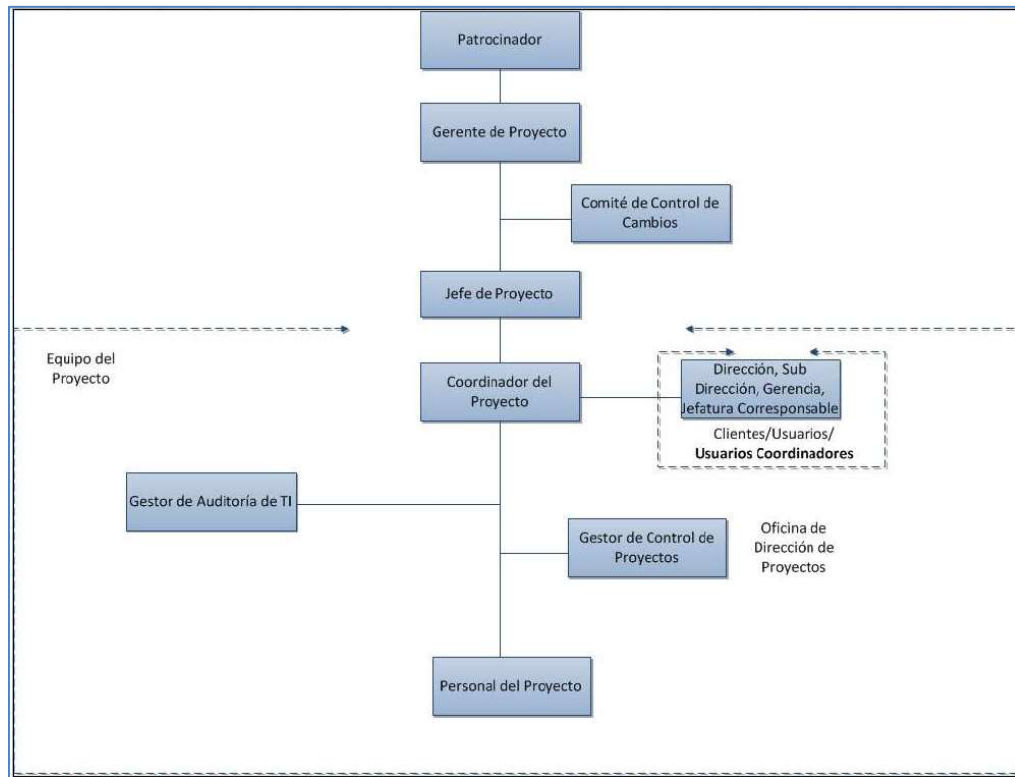 Patrocinador
Gerente de Proyecto
Comité de Control de
Cambios
Jefe de Proyecto
Equipo del
Proyecto
Coordinador del
Proyecto
Dirección, Sub
Dirección, Gerencia,
Jefatura Corresponsable
Clientes/Usuarios/
Usuarios Coordinadores
Gestor de Auditoría de TI
Gestor de Control de
Proyectos
Oficina de
Dirección de
Proyectos
Personal del Proyecto